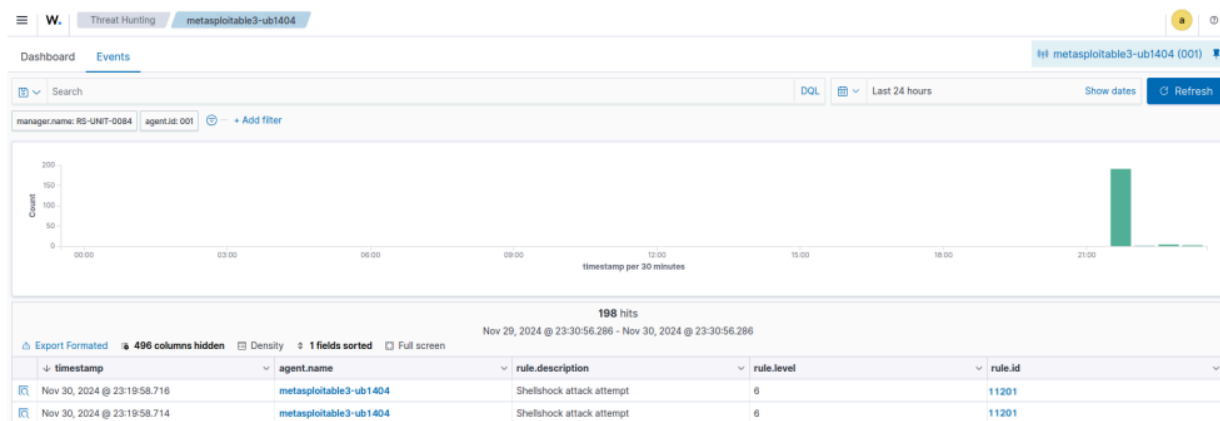 W. Threat Hunting metasploitable3-ub1404 a
Dashboard Events metasploitable3-ub1404 (001)
Search DQL Last 24 hours Show dates Refresh
manager.name: RS-UNIT-0084 agent.id: 001 + Add filter
200
150
100
50
0
Count
00:00 03:00 06:00 09:00 12:00 15:00 18:00 21:00
timestamp per 30 minutes
198 hits
Nov 29, 2024 @ 23:30:56.286 - Nov 30, 2024 @ 23:30:56.286
Export Formated 496 columns hidden Density 1 fields sorted Full screen
timestamp agent.name rule.description rule.level rule.id
Nov 30, 2024 @ 23:19:58.716 metasploitable3-ub1404 Shellshock attack attempt 6 11201
Nov 30, 2024 @ 23:19:58.714 metasploitable3-ub1404 Shellshock attack attempt 6 11201